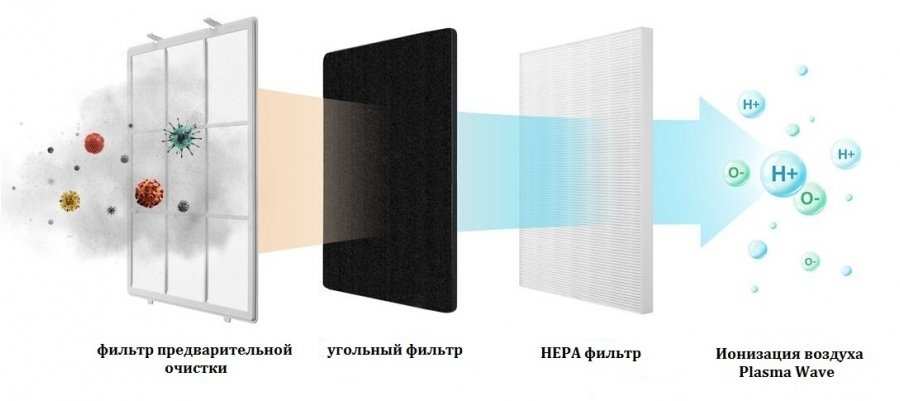 H+
H+
O-
H+
O-
O-
фильтр предварительной
очистки
угольный фильтр
HEPA фильтр
Ионизация воздуха
Plasma Wave